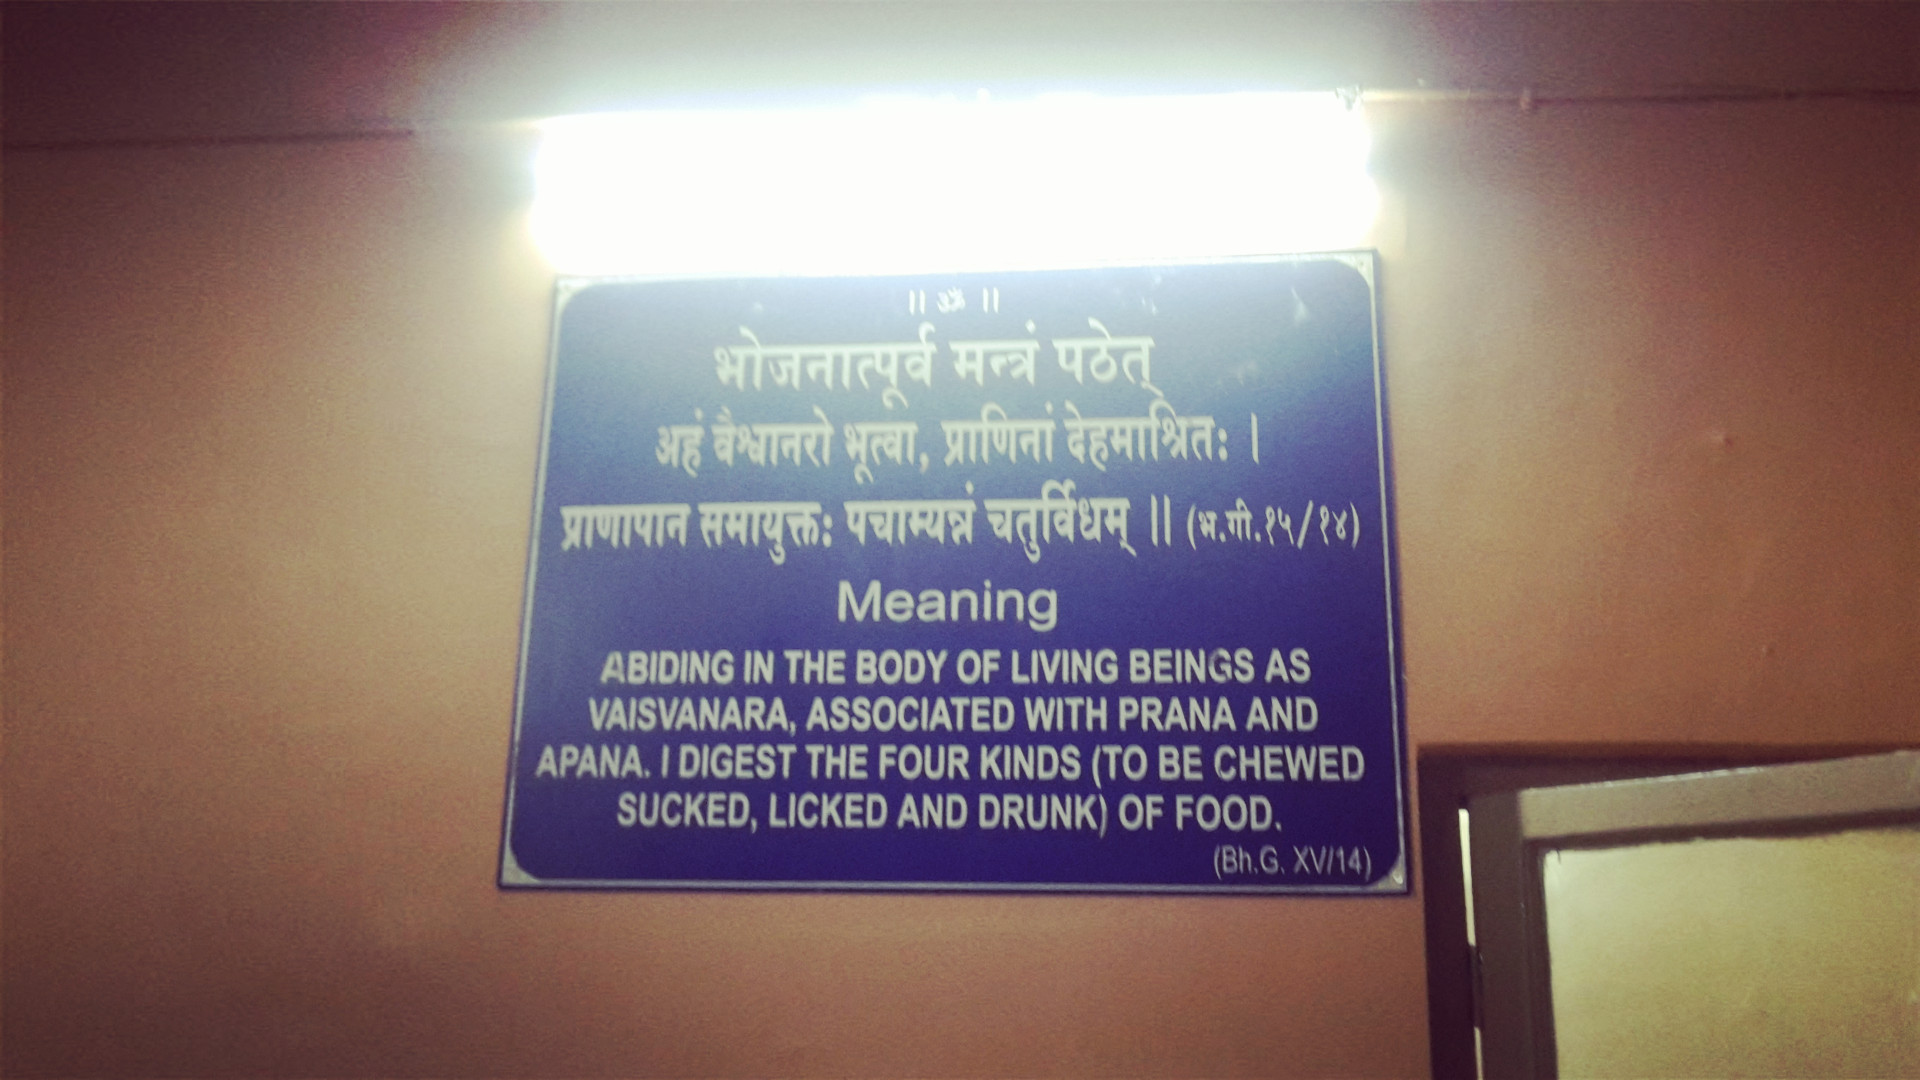 ।। ॐ ।।
भोजनात्पूर्व मन्त्रं पठेत्
अहं वैश्वानरो भूत्वा, प्राणिनां देहमाश्रितः ।
प्राणापान समायुक्तः पचाम्यन्नं चतुर्विधम् ।। (भ.गी.१५/१४)
Meaning
ABIDING IN THE BODY OF LIVING BEINGS AS
VAISVANARA, ASSOCIATED WITH PRANA AND
APANA. I DIGEST THE FOUR KINDS (TO BE CHEWED
SUCKED, LICKED AND DRUNK) OF FOOD.
(Bh.G. XV/14)